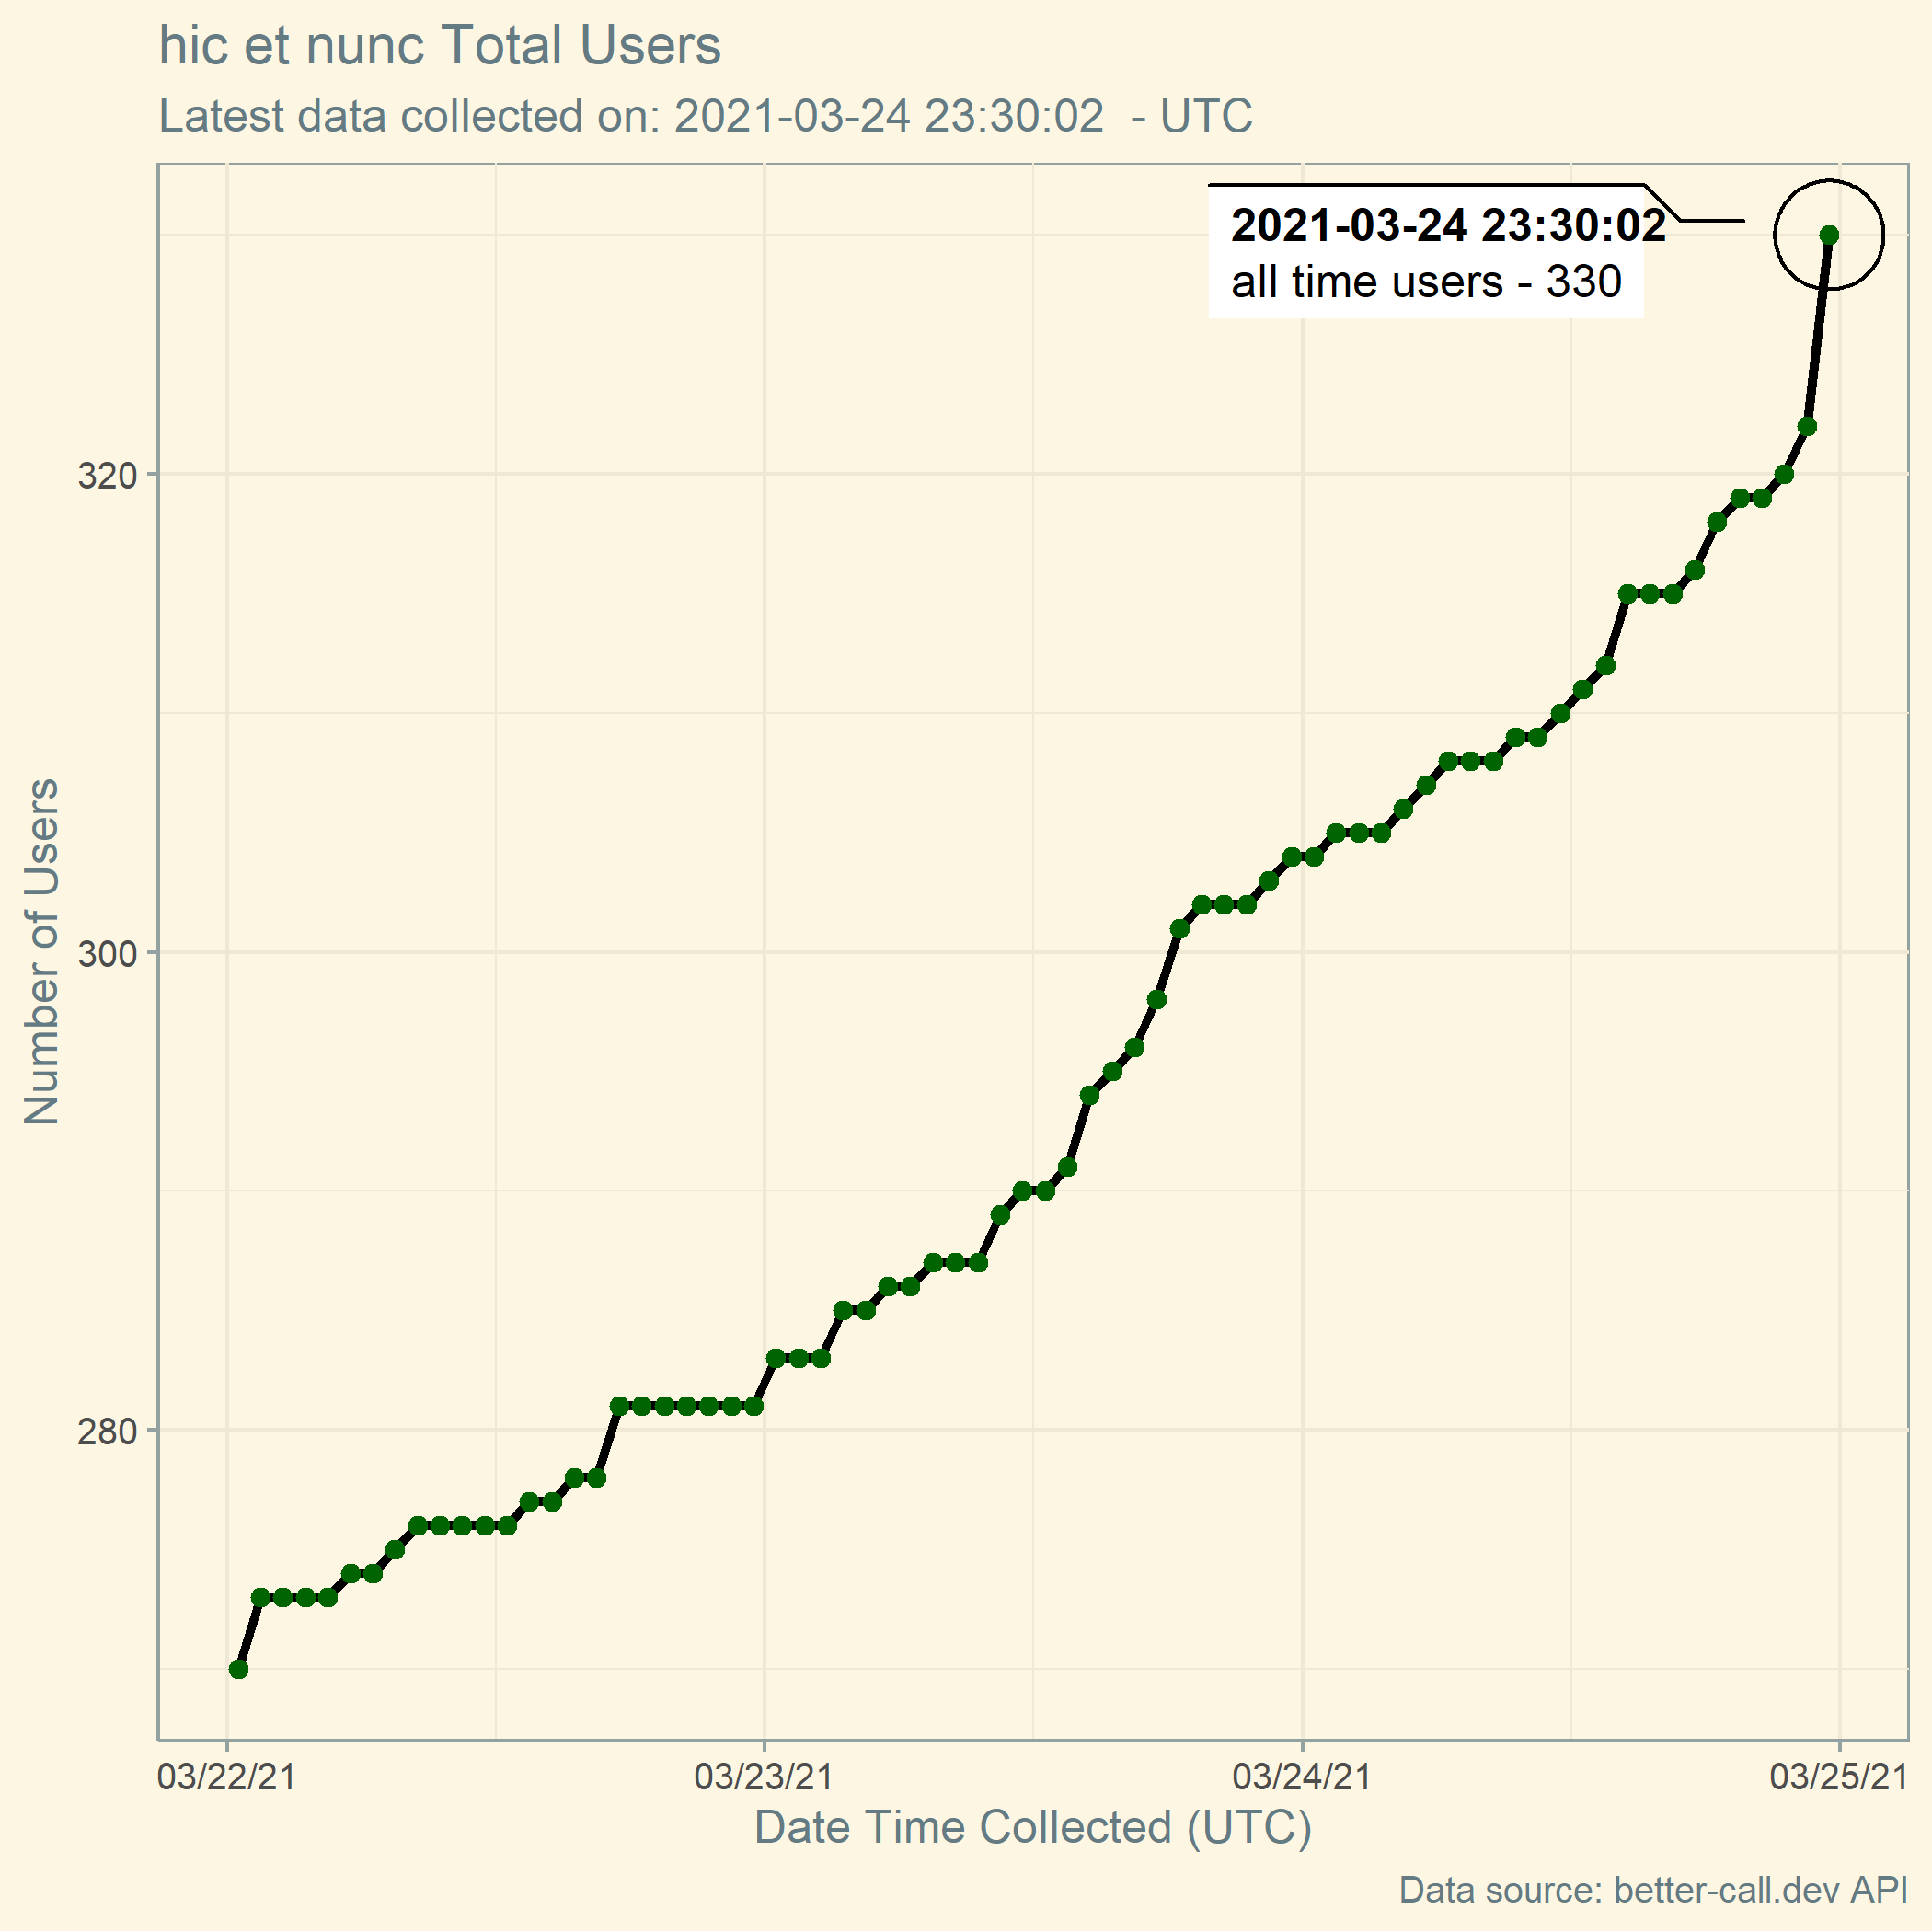 hic et nunc Total Users
Latest data collected on: 2021-03-24 23:30:02  - UTC
2021-03-24 23:30:02
all time users - 330
Number of Users
320
300
280
03/22/21
03/23/21
03/24/21
03/25/21
Date Time Collected (UTC)
Data source: better-call.dev API